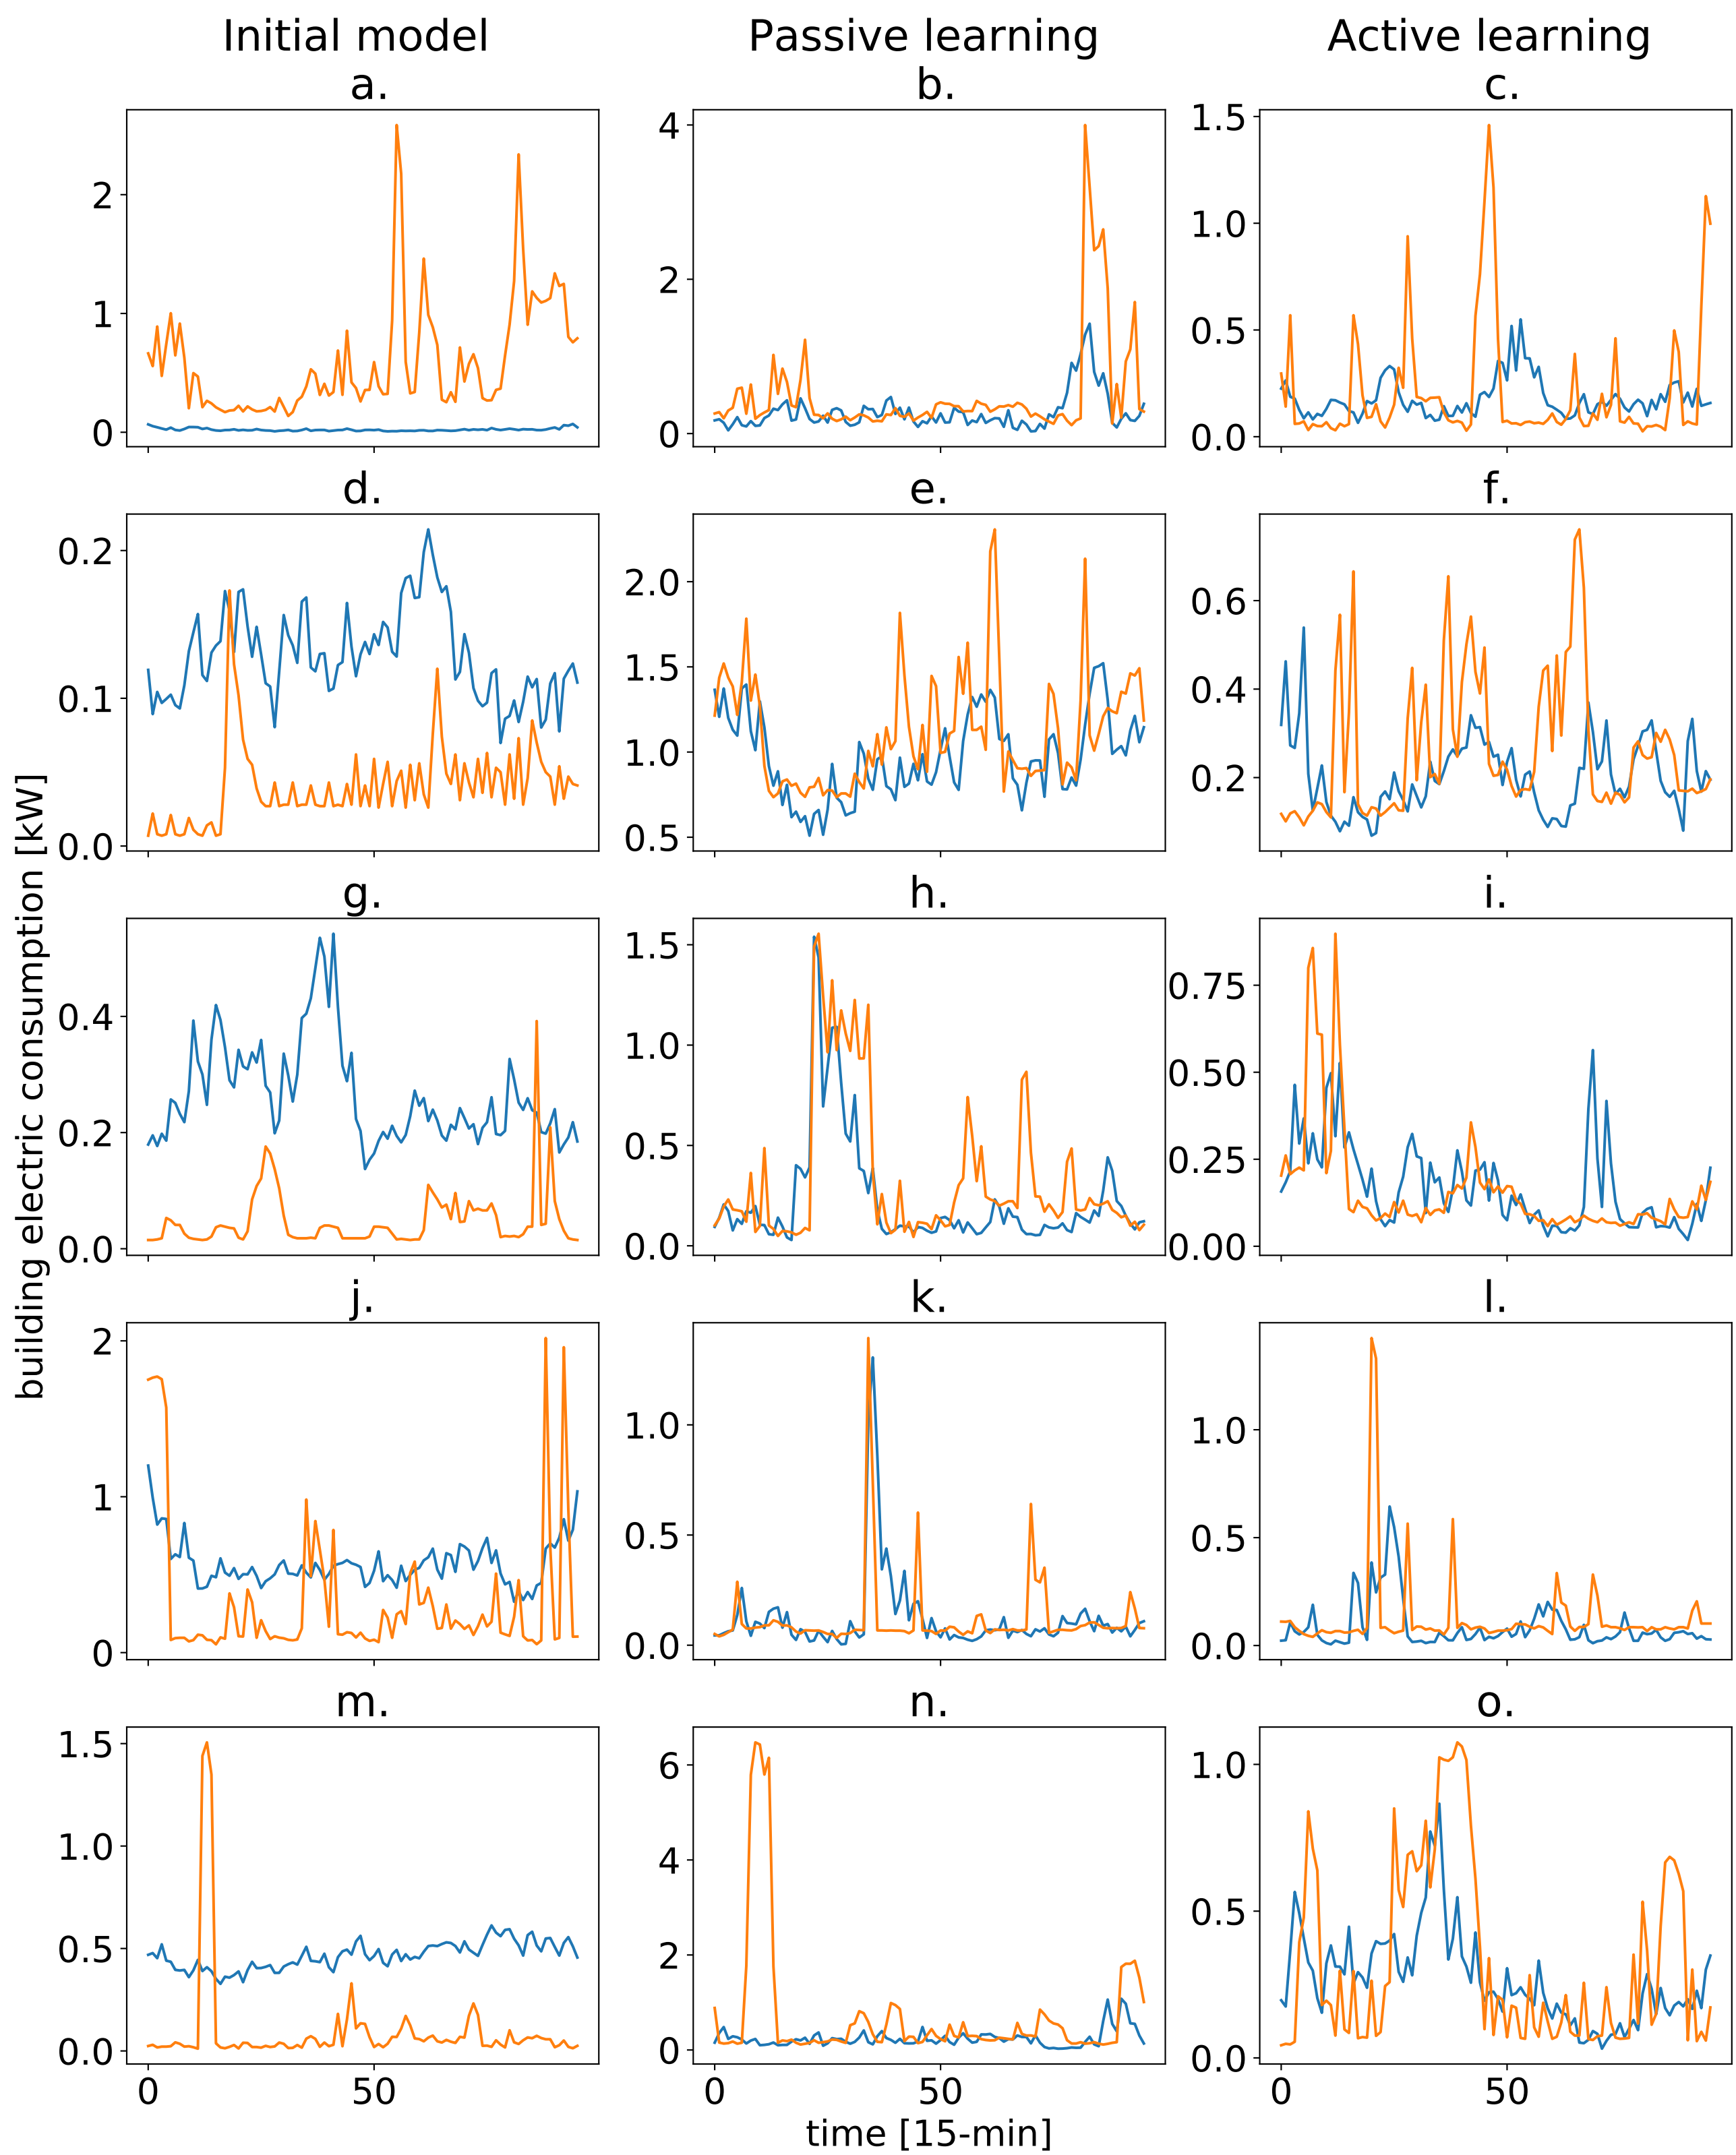 Initial model
Passive learning
Active learning
a.
b.
c.
2
1
0
4
2
0
1.5
1.0
0.5
0.0
d.
e.
f.
0.2
0.1
0.0
2.0
1.5
1.0
0.5
0.6
0.4
0.2
g.
h.
i.
0.4
0.2
0.0
1.5
1.0
0.5
0.0
0.75
0.50
0.25
0.00
building electric consumption [kW]
j.
k.
l.
2
1
0
1.0
0.5
0.0
1.0
0.5
0.0
m.
n.
o.
1.5
1.0
0.5
0.0
6
4
2
0
1.0
0.5
0.0
0 50
0 50
0 50
time [15-min]